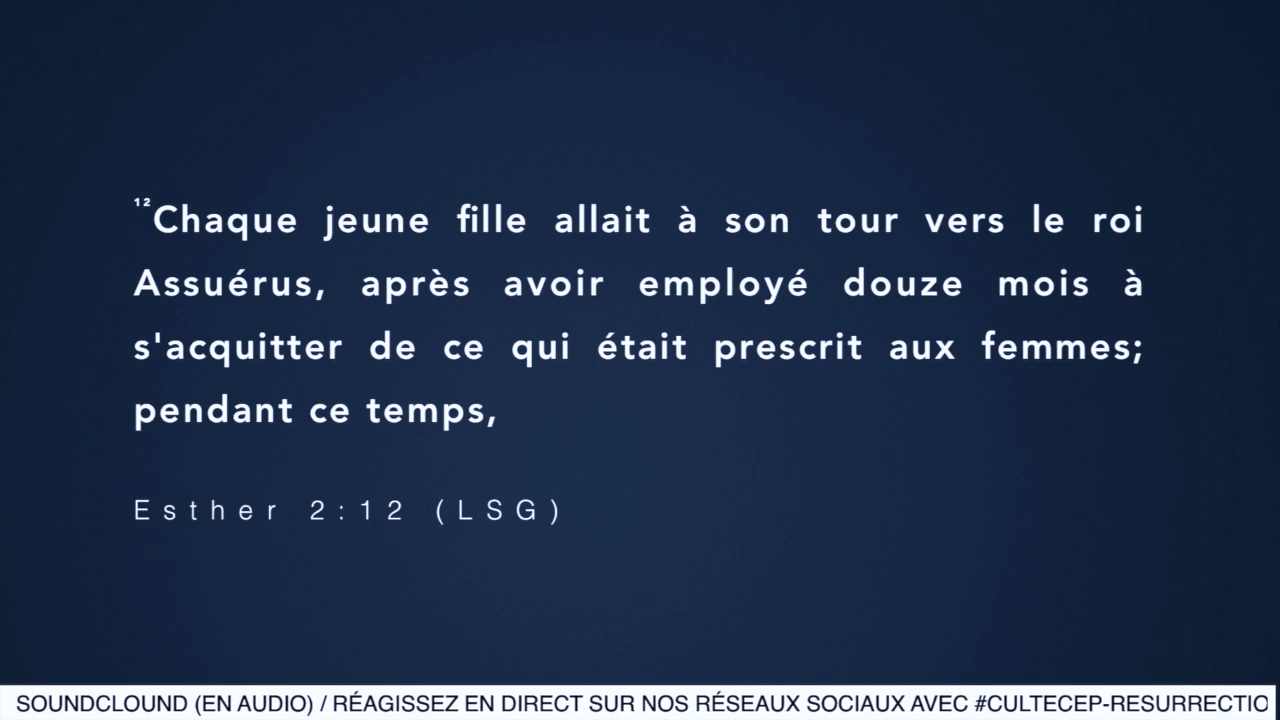 ¹²Chaque jeune fille allait à son tour vers le roi
Assuérus, après avoir employé douze mois à
s'acquitter de ce qui était prescrit aux femmes;
pendant ce temps,
Esther 2:12 (LSG)
SOUNDCLOUND (EN AUDIO) / RÉAGISSEZ EN DIRECT SUR NOS RÉSEAUX SOCIAUX AVEC #CULTECEP-RESURRECTIO